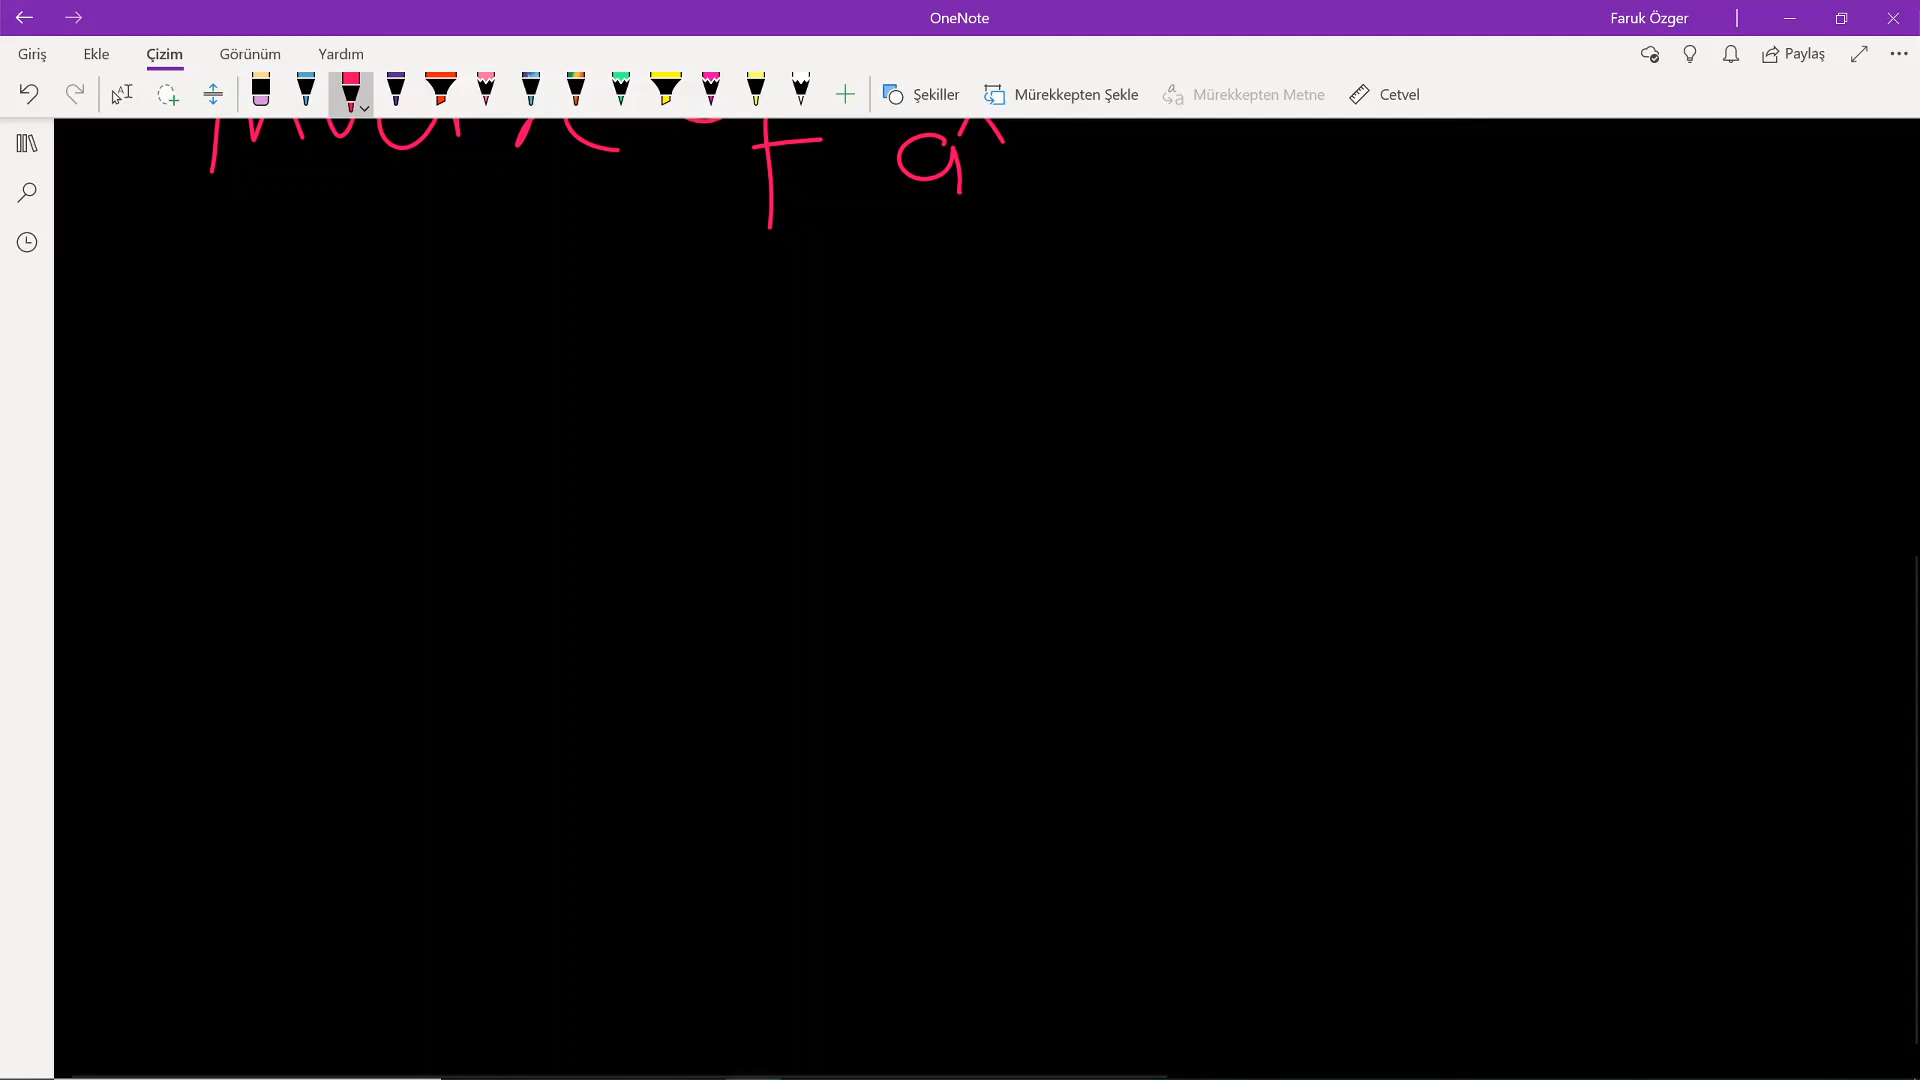 OneNote
Faruk Özger
Giriş Ekle Çizim Görünüm Yardım Paylaş
Şekiller Mürekkepten Şekle Mürekkepten Metne Cetvel